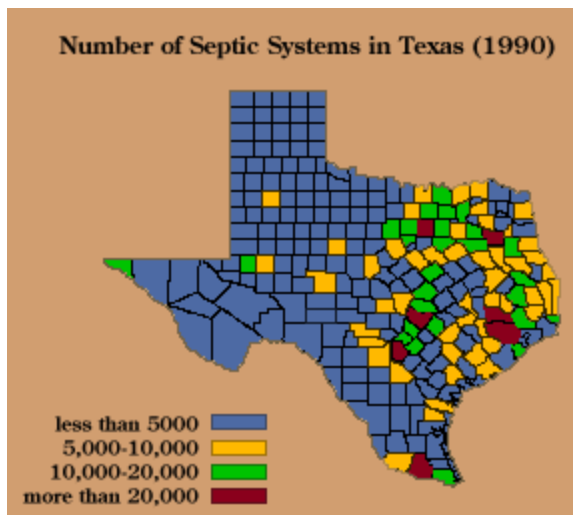 Number of Septic Systems in Texas (1990)
less than 5000
5,000-10,000
10,000-20,000
more than 20,000